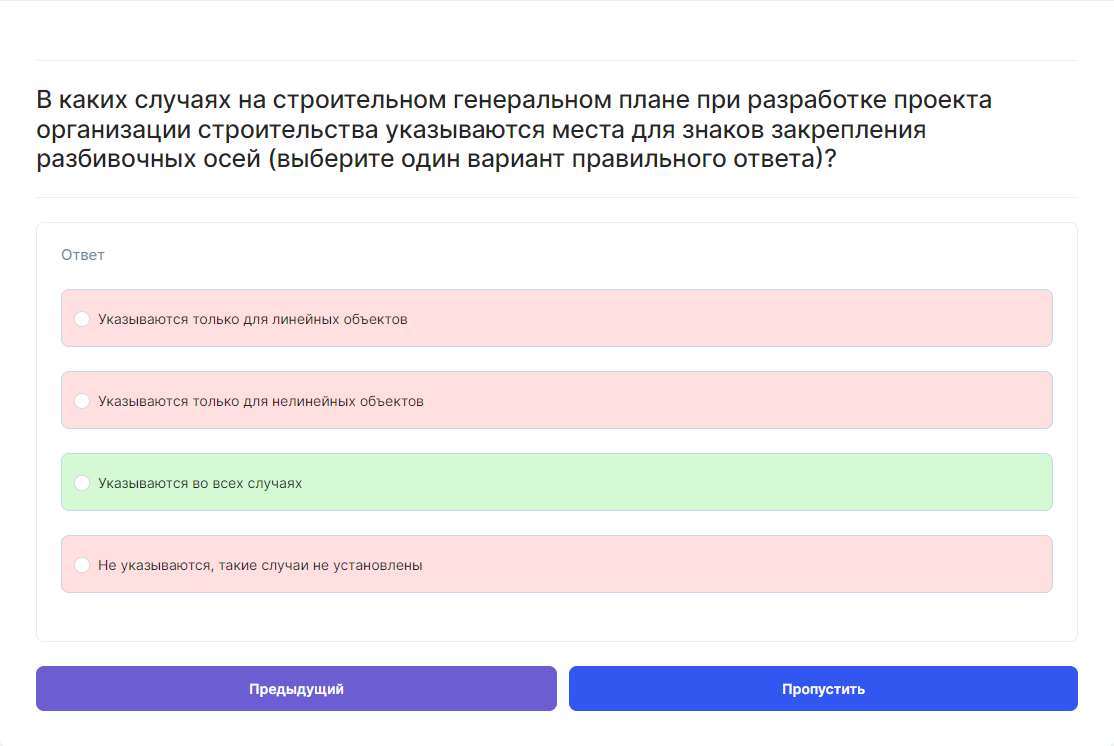 В каких случаях на строительном генеральном плане при разработке проекта
организации строительства указываются места для знаков закрепления
разбивочных осей (выберите один вариант правильного ответа)?
Ответ
Указываются только для линейных объектов
Указываются только для нелинейных объектов
Указываются во всех случаях
Не указываются, такие случаи не установлены
Предыдущий
Пропустить